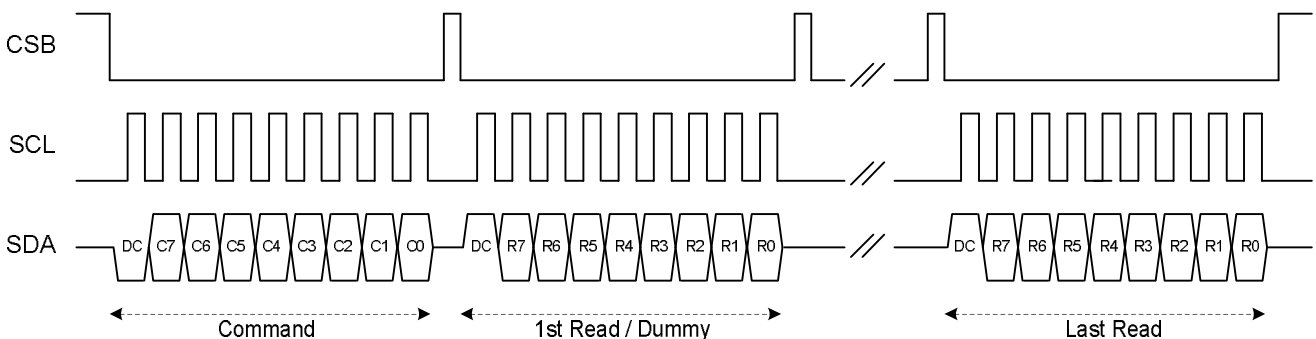 CSB
SCL
SDA DC C7 C6 C5 C4 C3 C2 C1 C0 DC R7 R6 R5 R4 R3 R2 R1 R0 DC R7 R6 R5 R4 R3 R2 R1 R0
Command 1st Read / Dummy Last Read